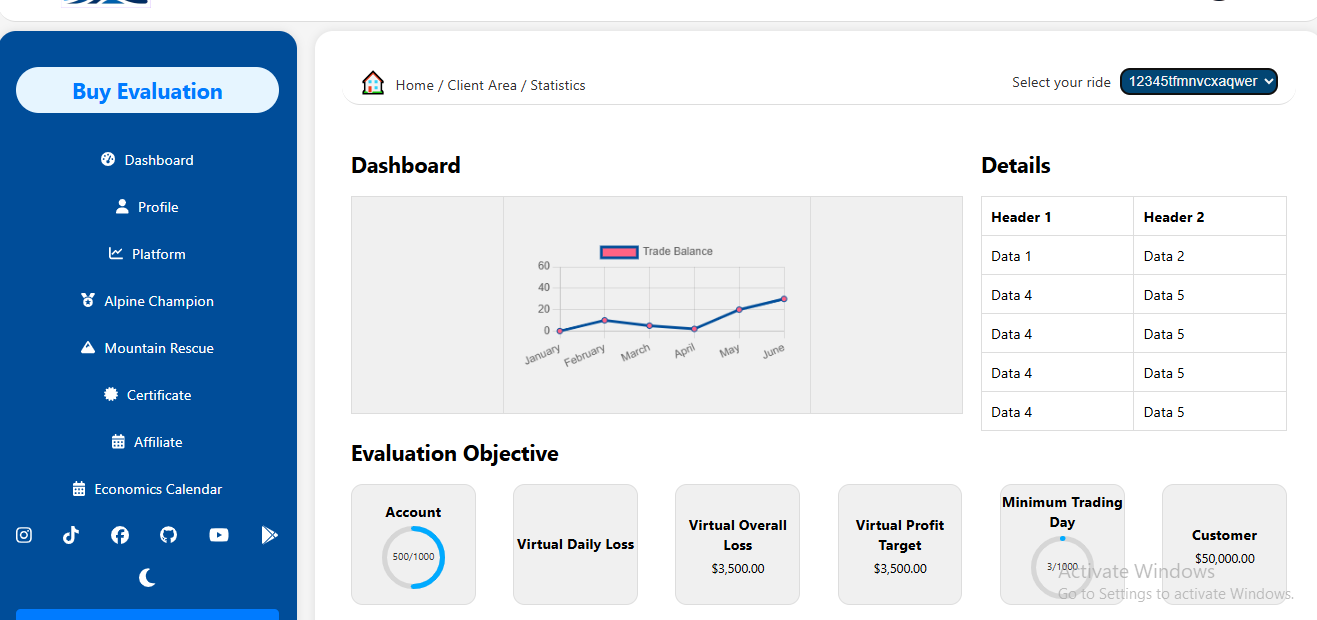 Buy Evaluation
Dashboard
Profile
Platform
Alpine Champion
Mountain Rescue
Certificate
Affiliate
Economics Calendar
Home / Client Area / Statistics
Select your ride
12345tfmnvcxaqwer
Dashboard
Trade Balance
60
40
20
0
January
February
March
April
May
June
Details
Header 1 Header 2
Data 1 Data 2
Data 4 Data 5
Data 4 Data 5
Data 4 Data 5
Data 4 Data 5
Evaluation Objective
Account
500/1000
Virtual Daily Loss
Virtual Overall
Loss
$3,500.00
Virtual Profit
Target
$3,500.00
Minimum Trading
Day
3/1000
Customer
$50,000.00
Activate Windows
Go to Settings to activate Windows.